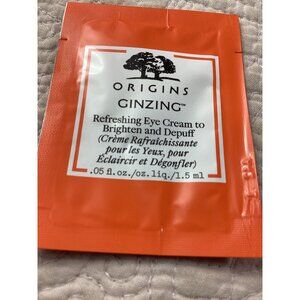 ORIGINS
GINZING™
Refreshing Eye Cream to
Brighten and Depuff
(Crème Rafraîchissante
pour les Yeux, pour
Éclaircir et Dégonfler)
.05 fl.oz./oz.liq./1.5 ml